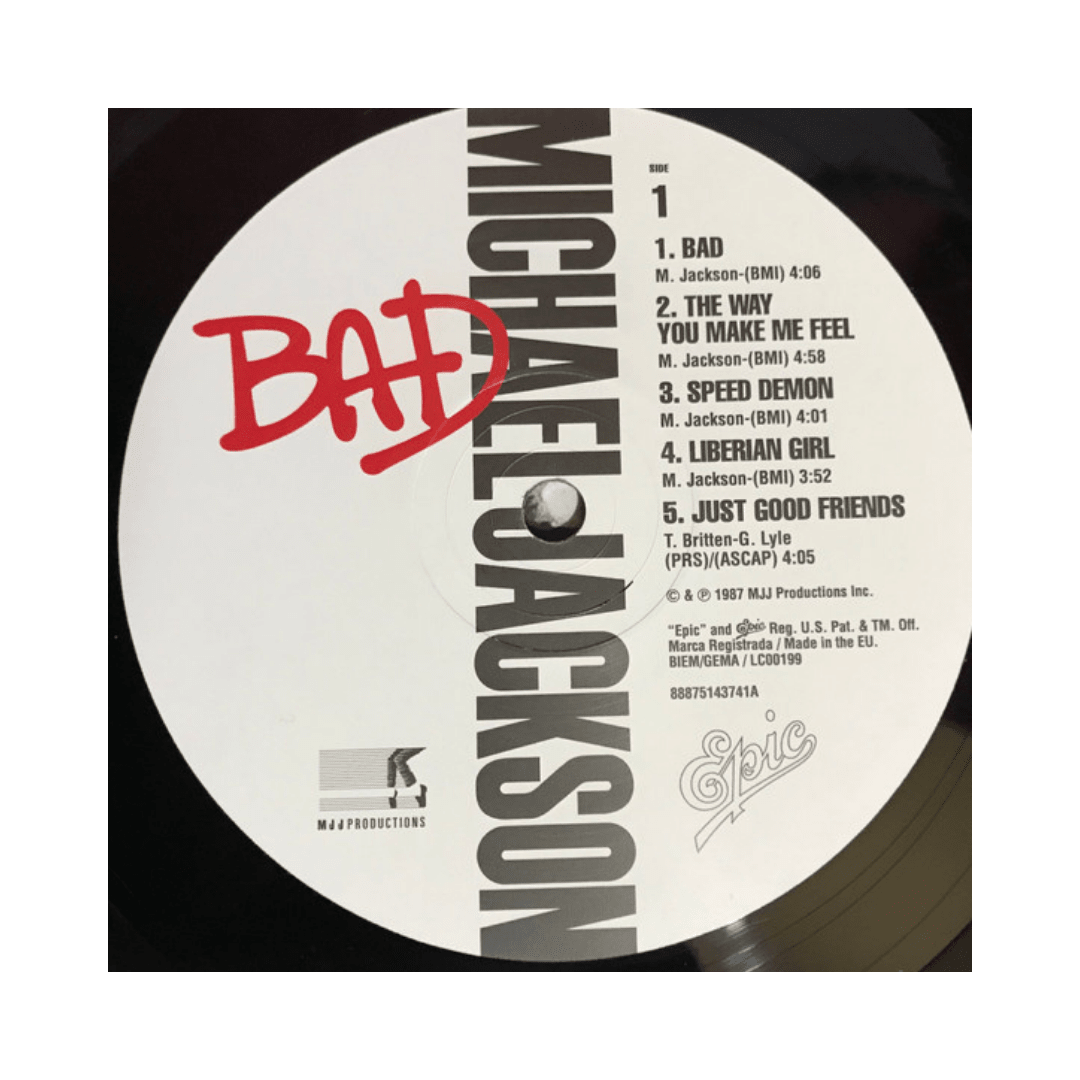 BAD
MICHAEL JACKSON
SIDE
1
1. BAD
M. Jackson-(BMI) 4:06
2. THE WAY
YOU MAKE ME FEEL
M. Jackson-(BMI) 4:58
3. SPEED DEMON
M. Jackson-(BMI) 4:01
4. LIBERIAN GIRL
M. Jackson-(BMI) 3:52
5. JUST GOOD FRIENDS
T. Britten-G. Lyle
(PRS)/(ASCAP) 4:05
© & ℗ 1987 MJJ Productions Inc.
"Epic" and Epic Reg. U.S. Pat. & TM. Off.
Marca Registrada / Made in the EU.
BIEM/GEMA / LC00199
88875143741A
Epic
MJJ PRODUCTIONS